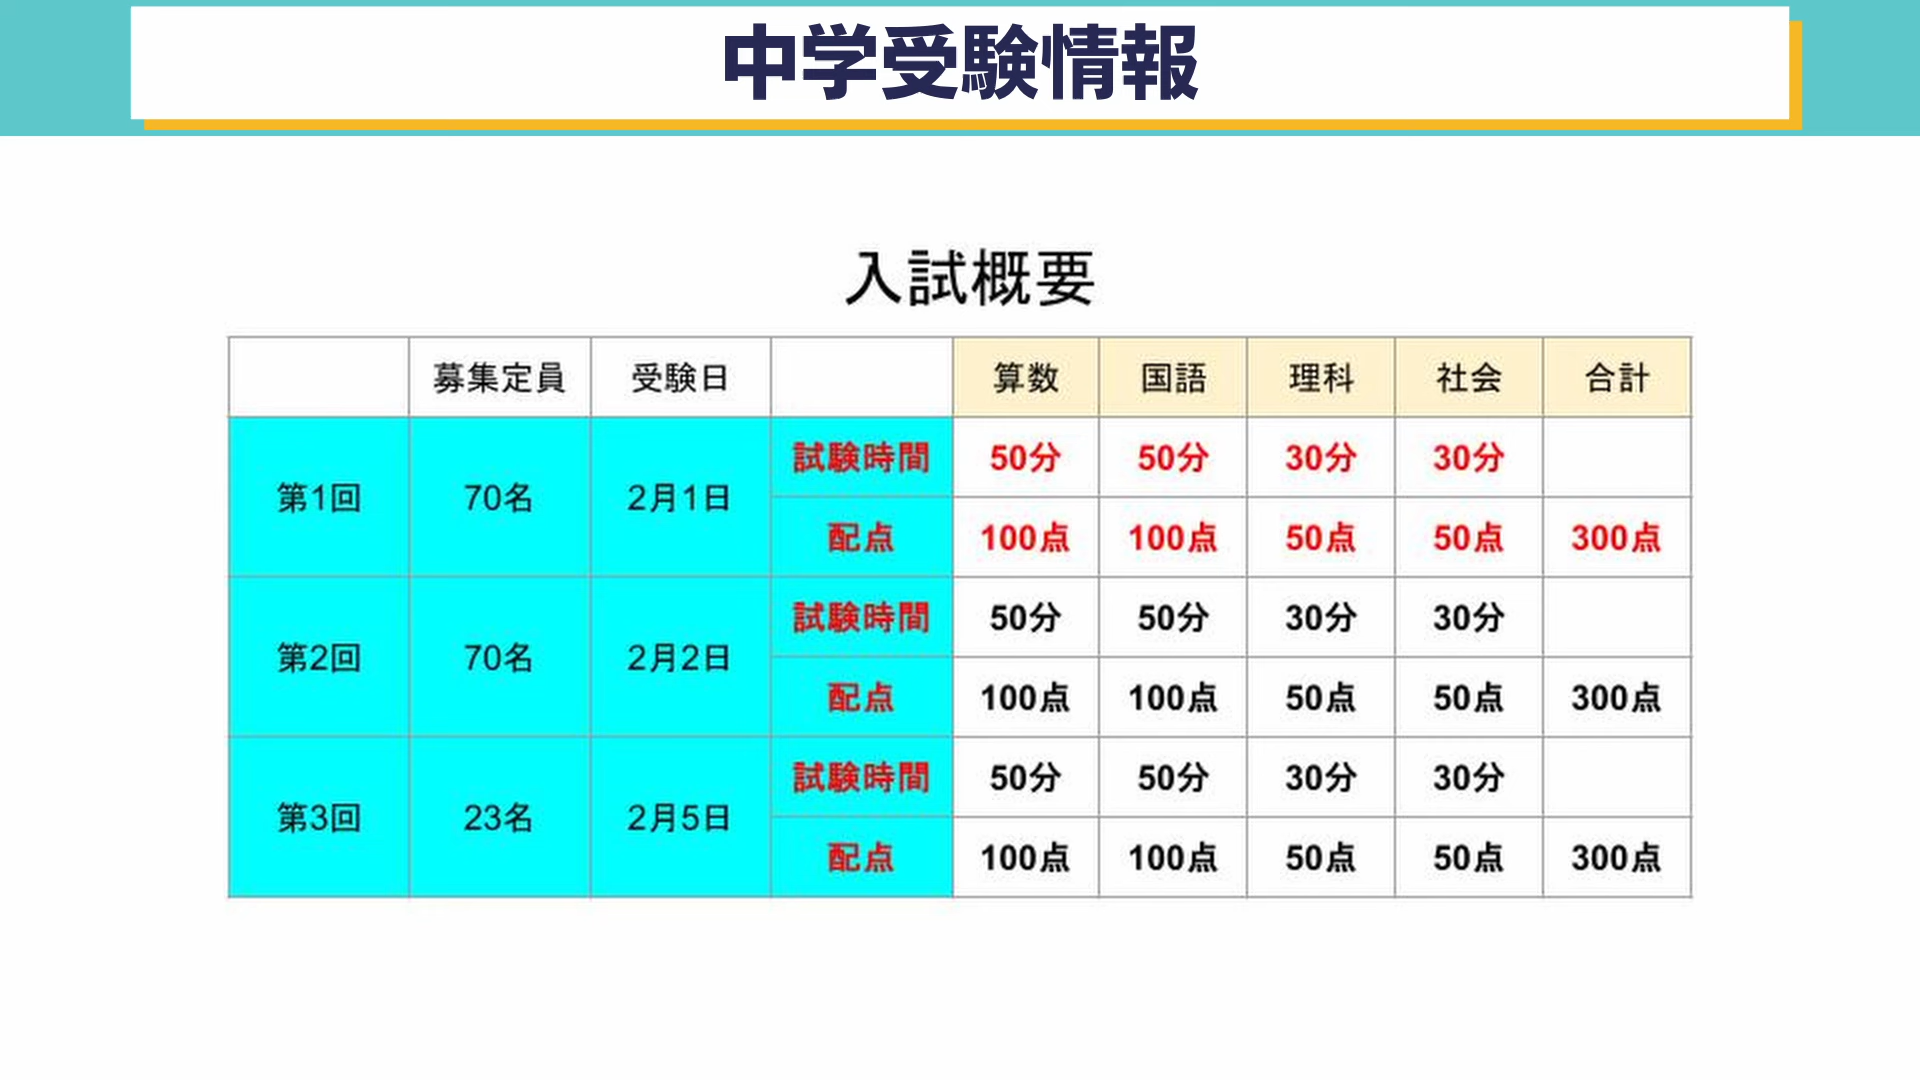 中学受験情報
入試概要
募集定員 受験日 算数 国語 理科 社会 合計
第1回 70名 2月1日 試験時間 50分 50分 30分 30分
配点 100点 100点 50点 50点 300点
第2回 70名 2月2日 試験時間 50分 50分 30分 30分
配点 100点 100点 50点 50点 300点
第3回 23名 2月5日 試験時間 50分 50分 30分 30分
配点 100点 100点 50点 50点 300点